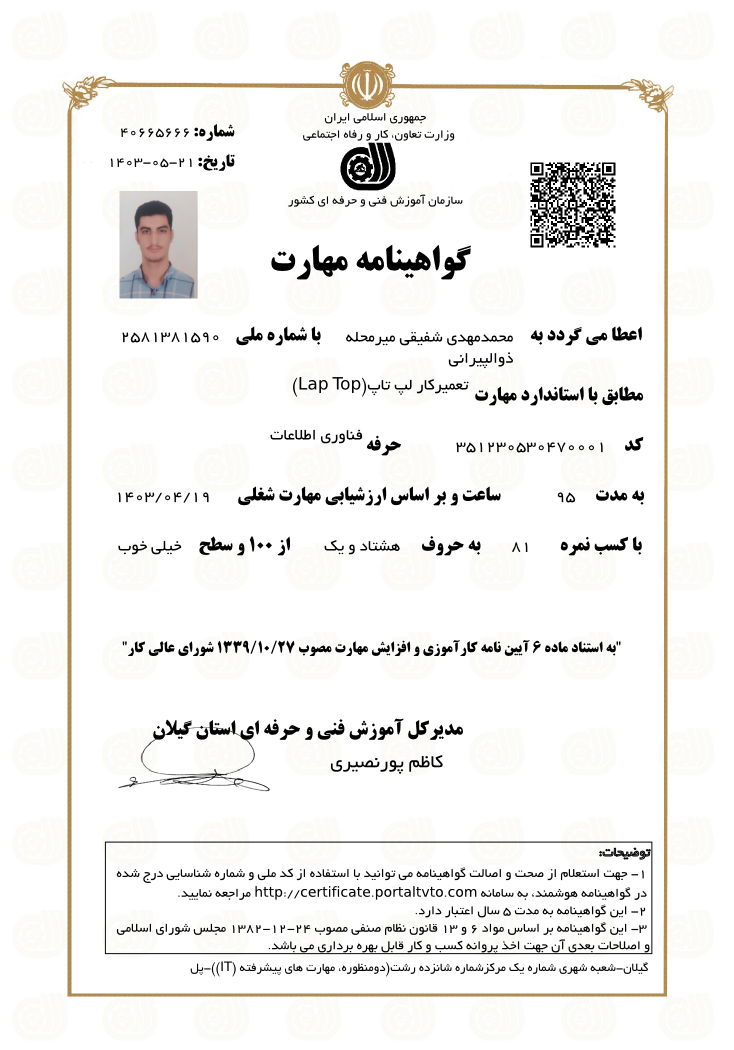 جمهوری اسلامی ایران
وزارت تعاون، کار و رفاه اجتماعی
شماره: ۴۰۶۶۵۶۶۶
تاریخ: ۱۴۰۳-۰۵-۲۱
سازمان آموزش فنی و حرفه ای کشور
گواهینامه مهارت
اعطا می گردد به محمدمهدی شفیقی میرمحله ذوالپیرانی با شماره ملی ۲۵۸۱۳۸۱۵۹۰
مطابق با استاندارد مهارت تعمیرکار لپ تاپ(Lap Top)
کد ۳۵۱۲۳۰۵۳۰۴۷۰۰۰۱ حرفه فناوری اطلاعات
به مدت ۹۵ ساعت و بر اساس ارزشیابی مهارت شغلی ۱۴۰۳/۰۴/۱۹
با کسب نمره ۸۱ به حروف هشتاد و یک از ۱۰۰ و سطح خیلی خوب
"به استناد ماده ۶ آیین نامه کارآموزی و افزایش مهارت مصوب ۱۳۳۹/۱۰/۲۷ شورای عالی کار"
مدیرکل آموزش فنی و حرفه ای استان گیلان
کاظم پورنصیری
توضیحات:
۱- جهت استعلام از صحت و اصالت گواهینامه می توانید با استفاده از کد ملی و شماره شناسایی درج شده
در گواهینامه هوشمند، به سامانه http://certificate.portaltvto.com مراجعه نمایید.
۲- این گواهینامه به مدت ۵ سال اعتبار دارد.
۳- این گواهینامه بر اساس مواد ۶ و ۱۳ قانون نظام صنفی مصوب ۲۴-۱۲-۱۳۸۲ مجلس شورای اسلامی
و اصلاحات بعدی آن جهت اخذ پروانه کسب و کار قابل بهره برداری می باشد.
گیلان-شعبه شهری شماره یک مرکزشماره شانزده رشت(دومنظوره، مهارت های پیشرفته (IT))-پل